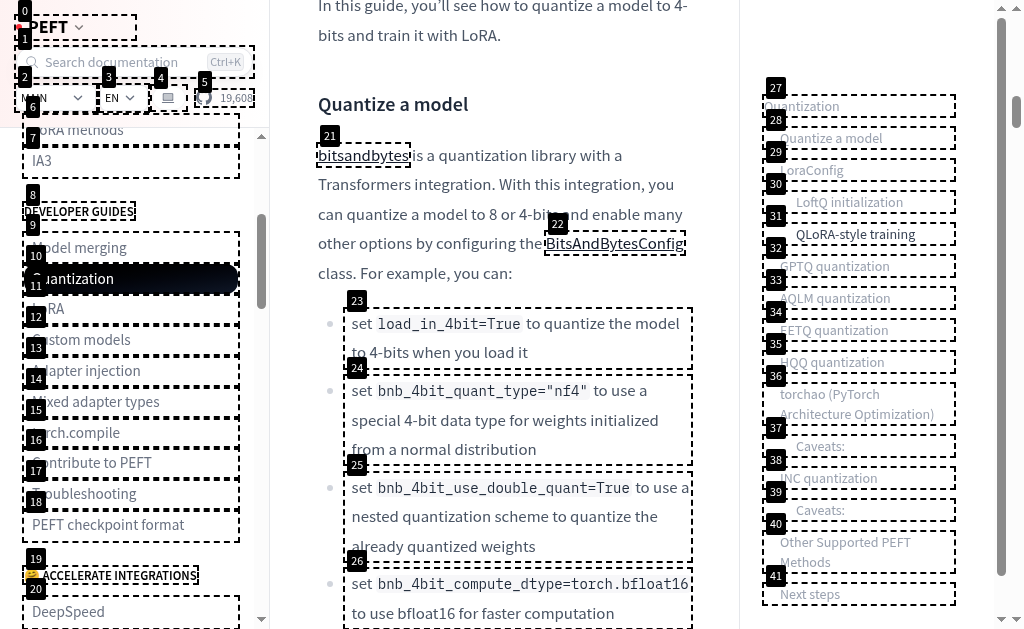 PEFT
Search documentation Ctrl+K
EN
19,608
LoRA methods
IA3
DEVELOPER GUIDES
Model merging
Quantization
LoRA
Custom models
Adapter injection
Mixed adapter types
torch.compile
Contribute to PEFT
Troubleshooting
PEFT checkpoint format
🤗 ACCELERATE INTEGRATIONS
DeepSpeed
In this guide, you'll see how to quantize a model to 4-
bits and train it with LoRA.
Quantize a model
bitsandbytes is a quantization library with a
Transformers integration. With this integration, you
can quantize a model to 8 or 4-bits and enable many
other options by configuring the BitsAndBytesConfig
class. For example, you can:
set load_in_4bit=True to quantize the model
to 4-bits when you load it
set bnb_4bit_quant_type="nf4" to use a
special 4-bit data type for weights initialized
from a normal distribution
set bnb_4bit_use_double_quant=True to use a
nested quantization scheme to quantize the
already quantized weights
set bnb_4bit_compute_dtype=torch.bfloat16
to use bfloat16 for faster computation
Quantization
Quantize a model
LoraConfig
LoftQ initialization
QLoRA-style training
GPTQ quantization
AQLM quantization
EETQ quantization
HQQ quantization
torchao (PyTorch
Architecture Optimization)
Caveats:
INC quantization
Caveats:
Other Supported PEFT
Methods
Next steps
0
1
2
3
4
5
6
7
8
9
10
11
12
13
14
15
16
17
18
19
20
21
22
23
24
25
26
27
28
29
30
31
32
33
34
35
36
37
38
39
40
41